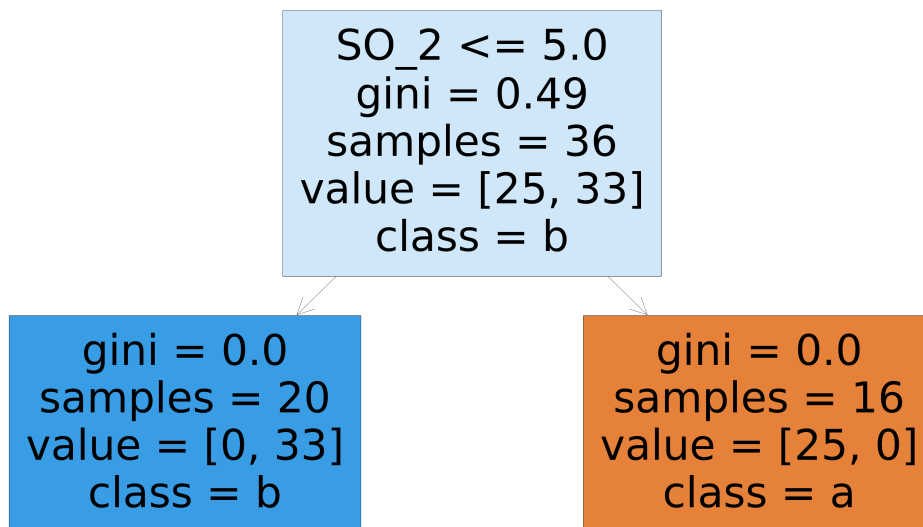 SO_2 <= 5.0
gini = 0.49
samples = 36
value = [25, 33]
class = b
gini = 0.0
samples = 20
value = [0, 33]
class = b
gini = 0.0
samples = 16
value = [25, 0]
class = a